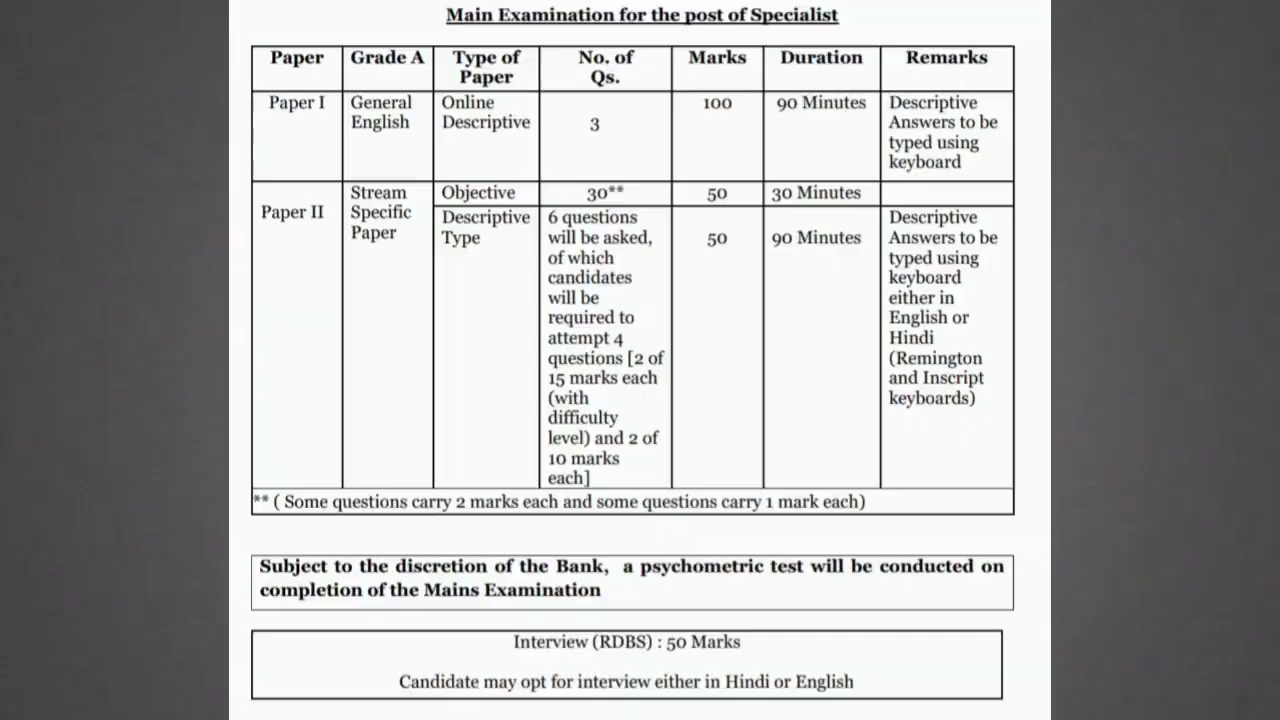 Main Examination for the post of Specialist
Paper Grade A Type of Paper No. of Qs. Marks Duration Remarks
Paper I General English Online Descriptive 3 100 90 Minutes Descriptive Answers to be typed using keyboard
Paper II Stream Specific Paper Objective 30** 50 30 Minutes
Descriptive Type 6 questions will be asked, of which candidates will be required to attempt 4 questions [2 of 15 marks each (with difficulty level) and 2 of 10 marks each] 50 90 Minutes Descriptive Answers to be typed using keyboard either in English or Hindi (Remington and Inscript keyboards)
** ( Some questions carry 2 marks each and some questions carry 1 mark each)
Subject to the discretion of the Bank, a psychometric test will be conducted on
completion of the Mains Examination
Interview (RDBS) : 50 Marks
Candidate may opt for interview either in Hindi or English